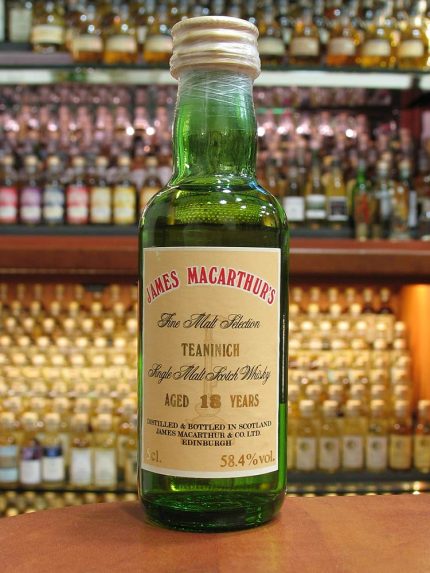 JAMES MACARTHUR'S
Fine Malt Selection
TEANINICH
Single Malt Scotch Whisky
AGED 18 YEARS
DISTILLED & BOTTLED IN SCOTLAND
JAMES MACARTHUR & CO. LTD.
EDINBURGH
5cl. 58.4% vol.